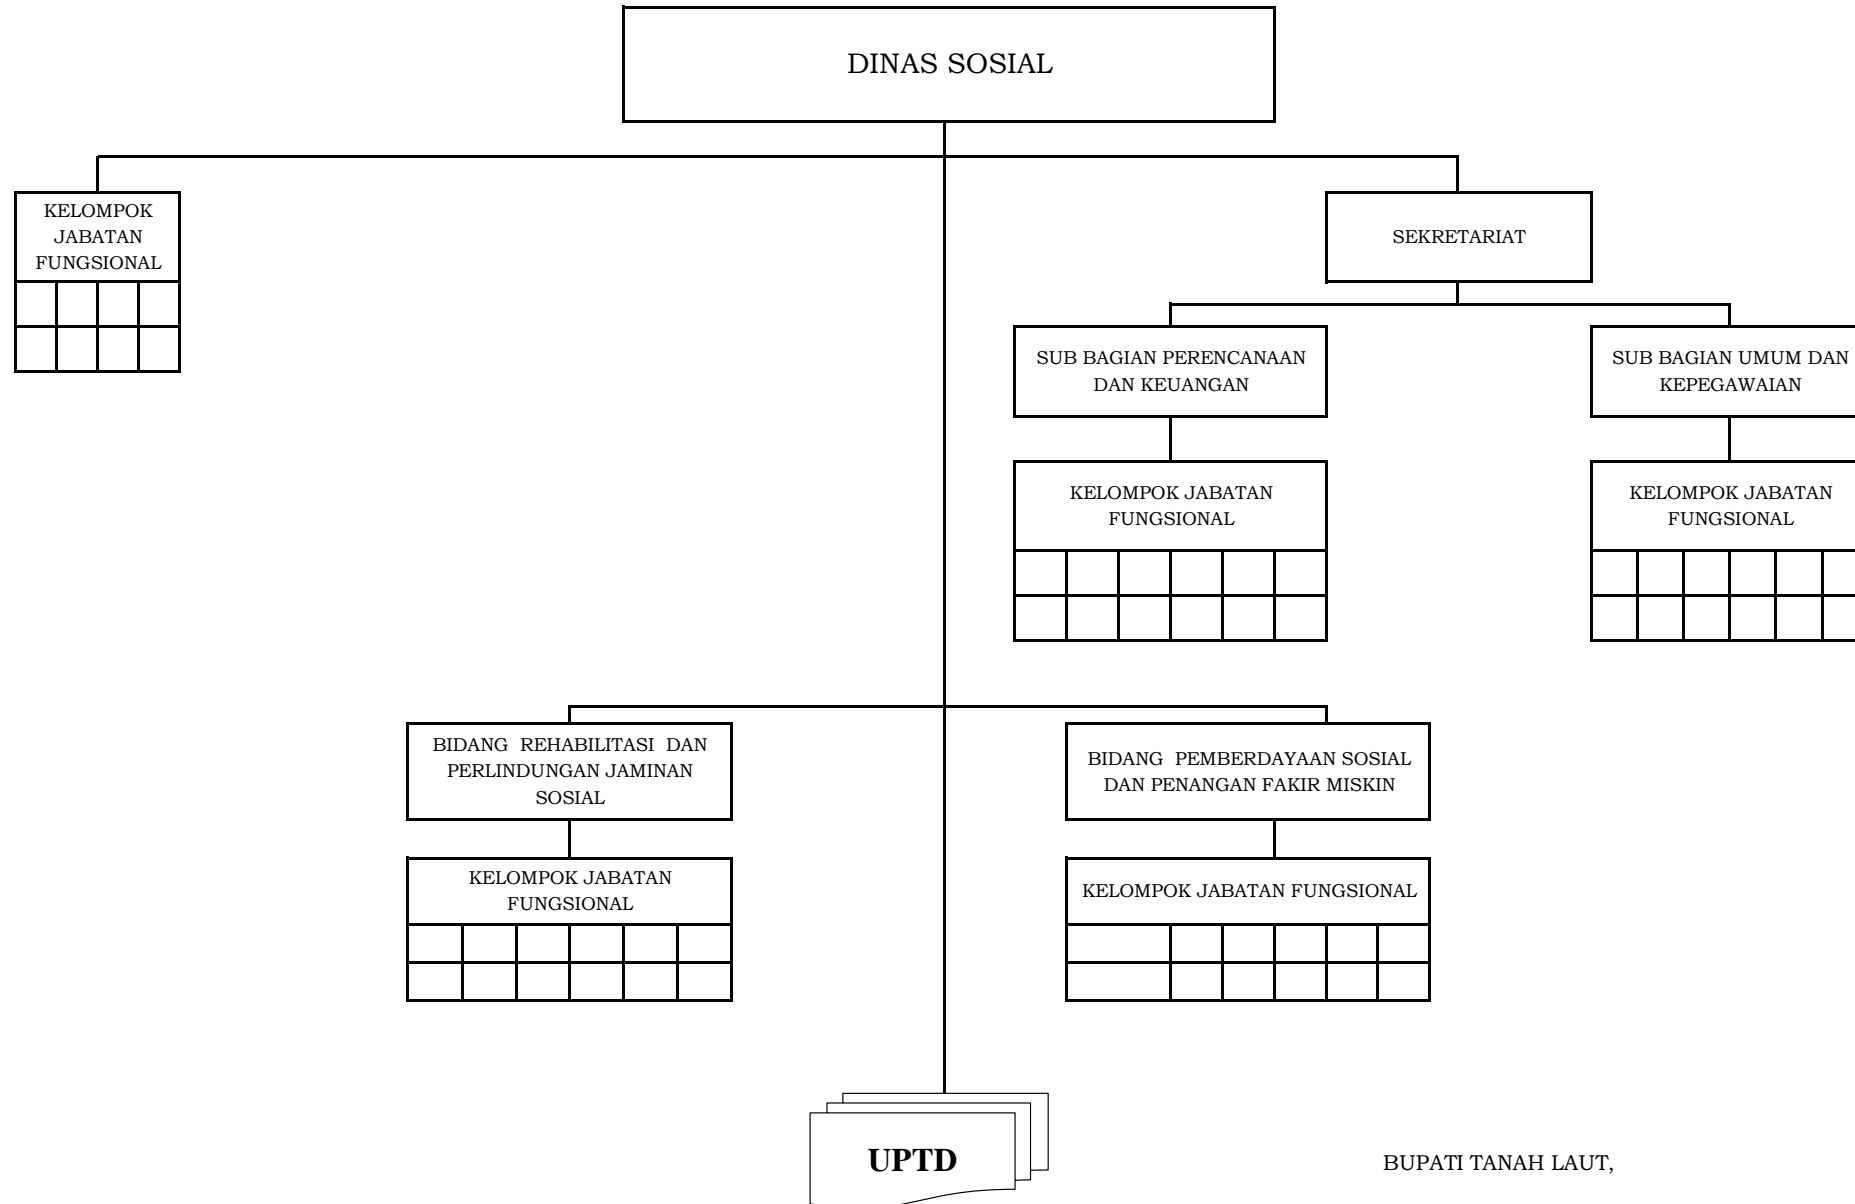 DINAS SOSIAL
KELOMPOK
JABATAN
FUNGSIONAL
SEKRETARIAT
SUB BAGIAN PERENCANAAN
DAN KEUANGAN
SUB BAGIAN UMUM DAN
KEPEGAWAIAN
KELOMPOK JABATAN
FUNGSIONAL
KELOMPOK JABATAN
FUNGSIONAL
BIDANG REHABILITASI DAN
PERLINDUNGAN JAMINAN
SOSIAL
BIDANG PEMBERDAYAAN SOSIAL
DAN PENANGAN FAKIR MISKIN
KELOMPOK JABATAN
FUNGSIONAL
KELOMPOK JABATAN FUNGSIONAL
UPTD
BUPATI TANAH LAUT,